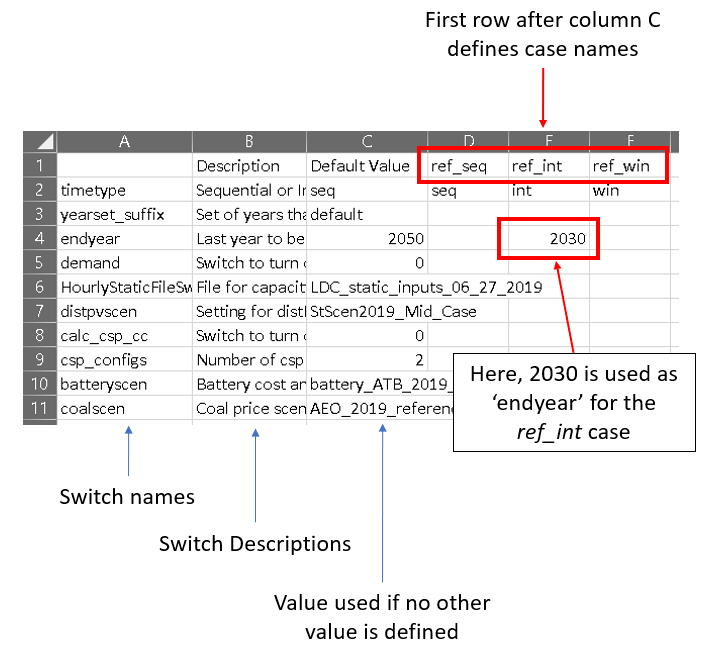 First row after column C
defines case names
A B C D E F
1 Description Default Value ref_seq ref_int ref_win
2 timetype Sequential or In seq seq int win
3 yearset_suffix Set of years tha default
4 endyear Last year to be 2050 2030
5 demand Switch to turn 0
6 HourlyStaticFileSw File for capacit LDC_static_inputs_06_27_2019
7 distpvscen Setting for dist StScen2019_Mid_Case
8 calc_csp_cc Switch to turn 0
9 csp_configs Number of csp 2
10 batteryscen Battery cost an battery_ATB_2019_
11 coalscen Coal price scen AEO_2019_referenc
Here, 2030 is used as
‘endyear’ for the
ref_int case
Switch names
Switch Descriptions
Value used if no other
value is defined